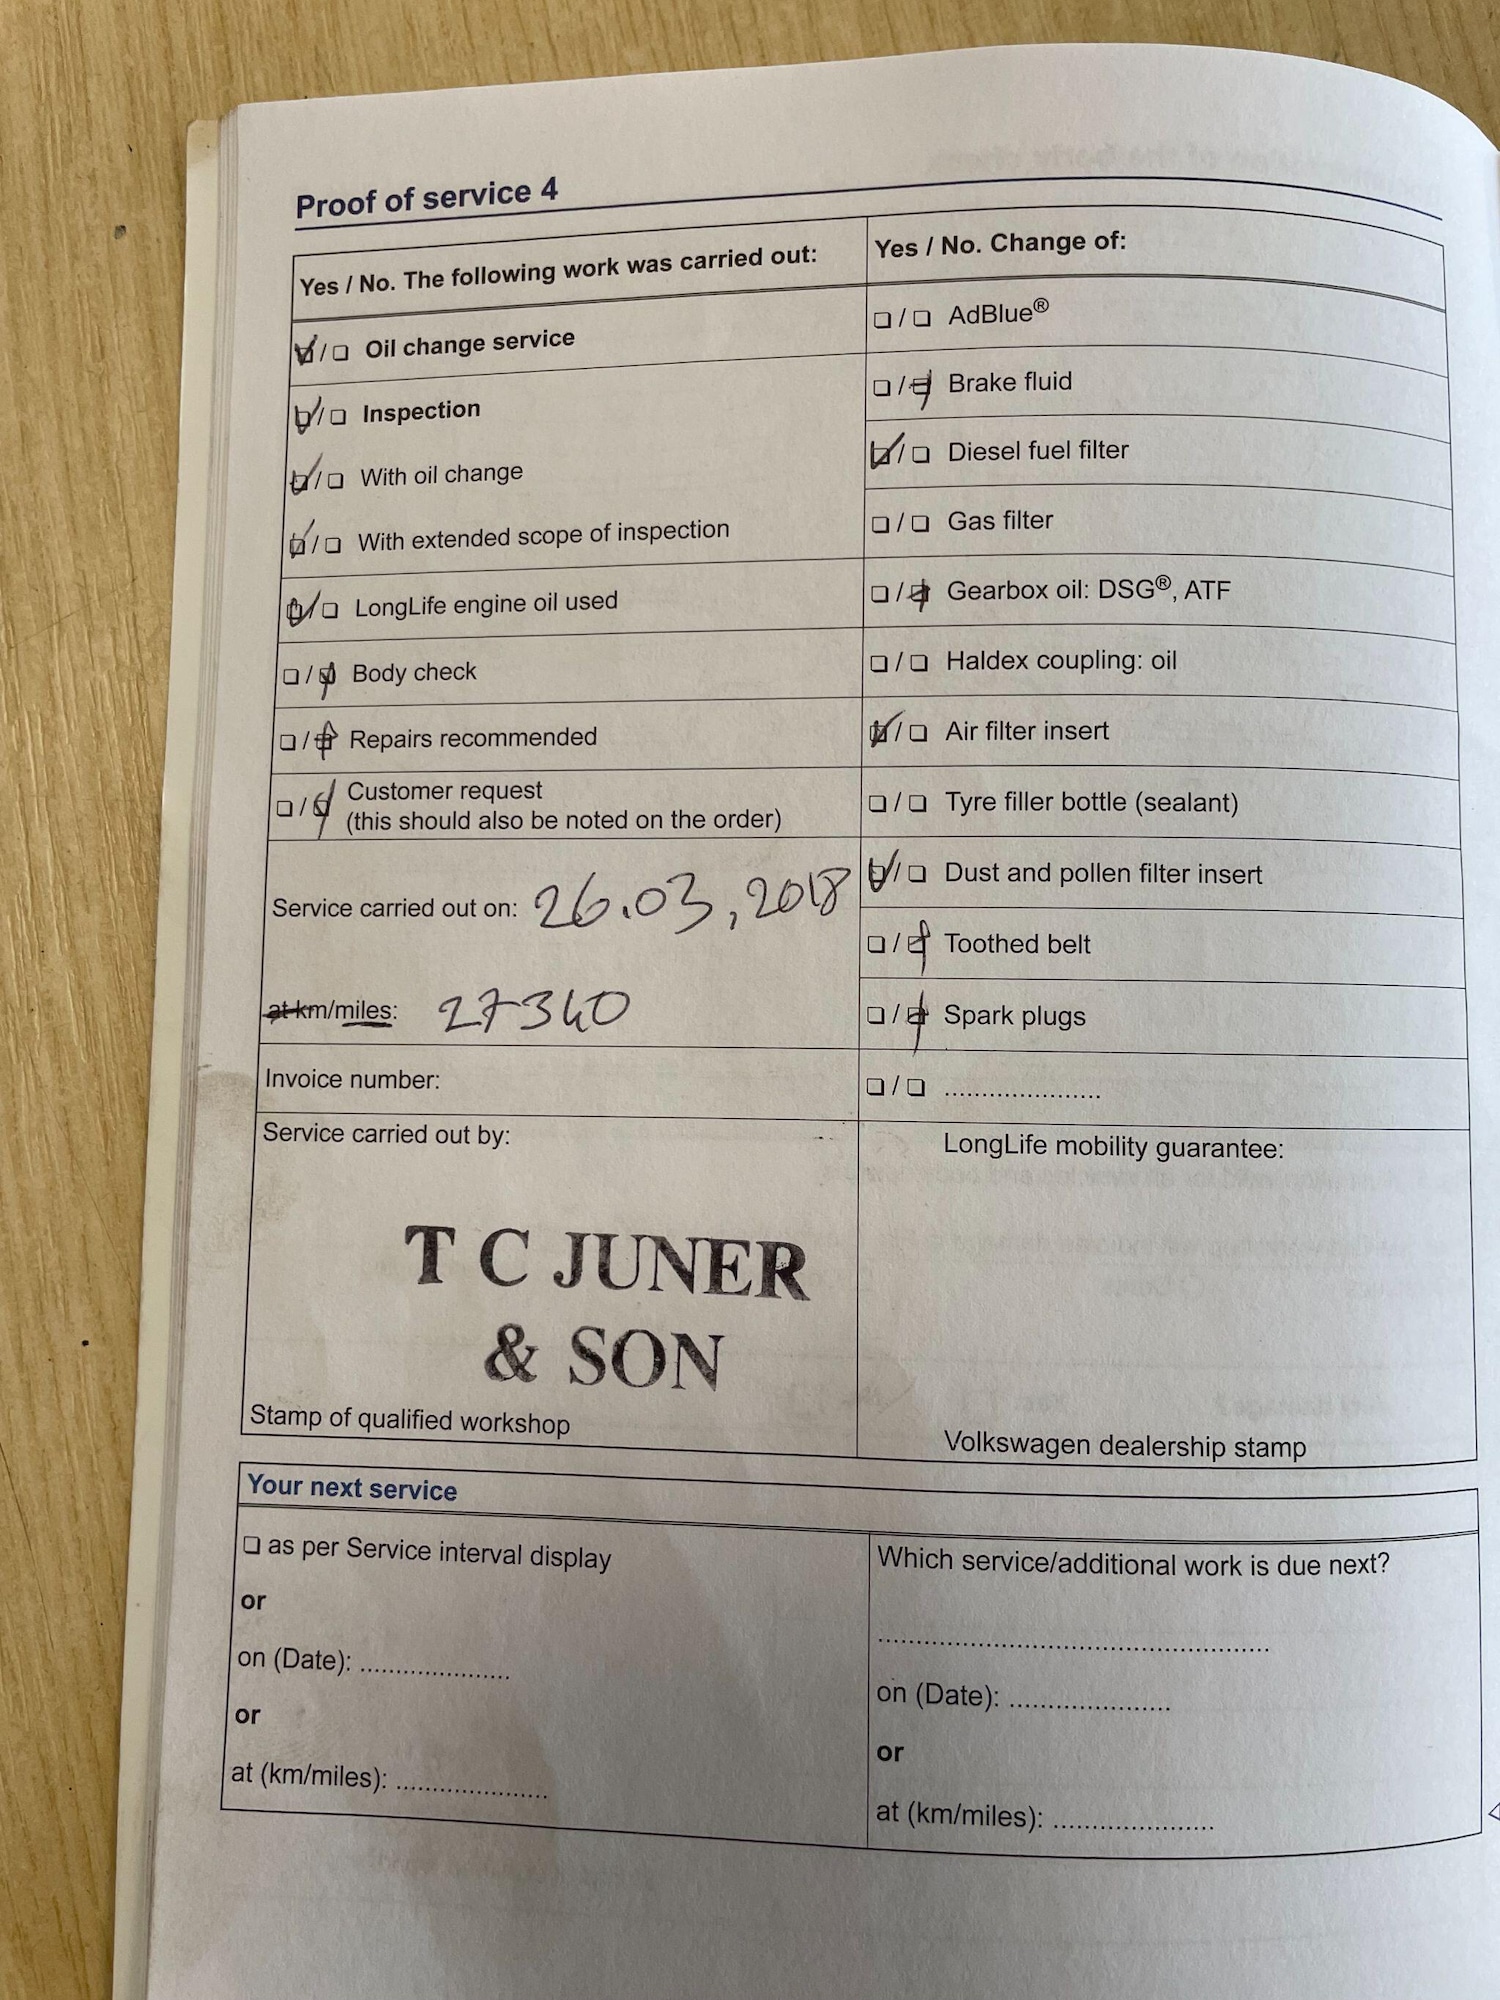 Proof of service 4
Yes / No. The following work was carried out:
☑/☐ Oil change service
☑/☐ Inspection
☑/☐ With oil change
☑/☐ With extended scope of inspection
☑/☐ LongLife engine oil used
☐/☑ Body check
☐/☑ Repairs recommended
☐/☑ Customer request
(this should also be noted on the order)
Service carried out on: 26.03,2018
at km/miles: 27340
Invoice number:
Service carried out by:
T C JUNER
& SON
Stamp of qualified workshop
Yes / No. Change of:
☐/☐ AdBlue®
☐/☑ Brake fluid
☑/☐ Diesel fuel filter
☐/☐ Gas filter
☐/☑ Gearbox oil: DSG®, ATF
☐/☐ Haldex coupling: oil
☑/☐ Air filter insert
☐/☐ Tyre filler bottle (sealant)
☑/☐ Dust and pollen filter insert
☐/☑ Toothed belt
☐/☑ Spark plugs
☐/☐ ......................
LongLife mobility guarantee:
Volkswagen dealership stamp
Your next service
☐ as per Service interval display
or
on (Date): ......................
or
at (km/miles): ......................
Which service/additional work is due next?
........................................................
on (Date): .......................
or
at (km/miles): .......................